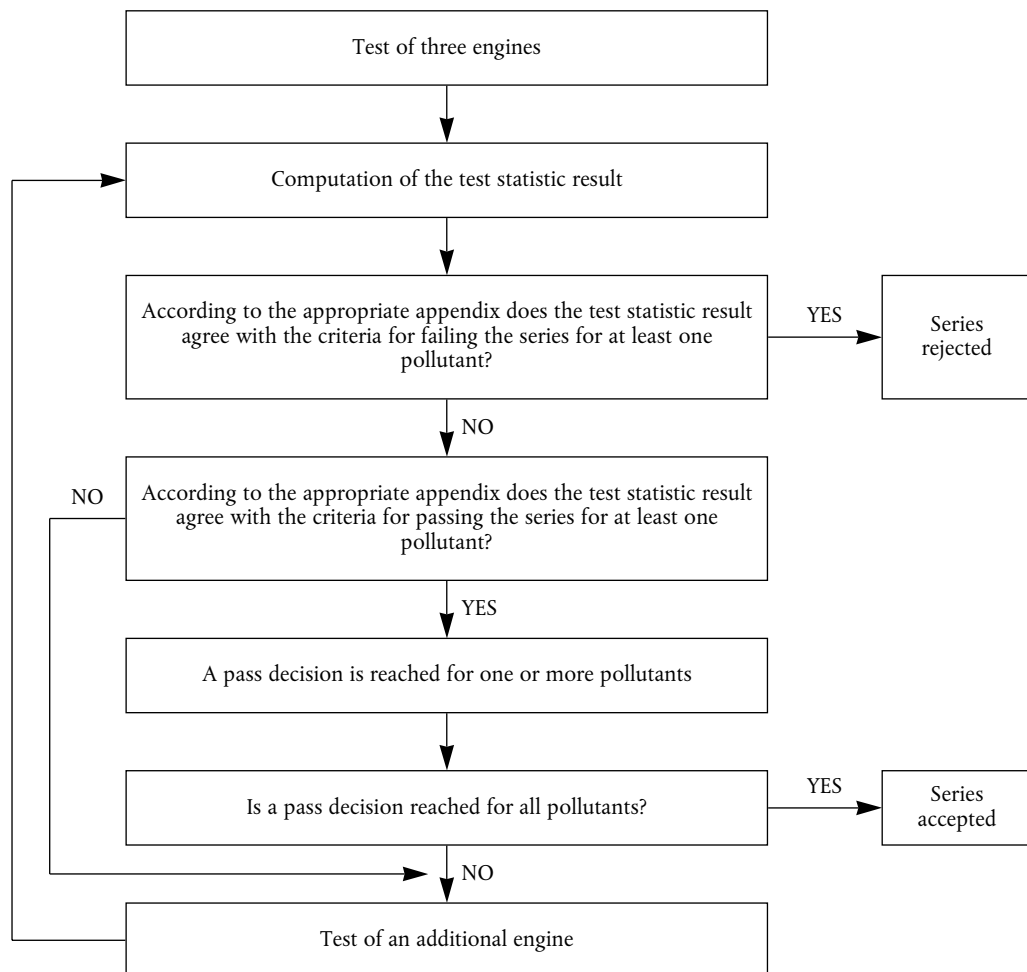 Test of three engines
Computation of the test statistic result
According to the appropriate appendix does the test statistic result
agree with the criteria for failing the series for at least one
pollutant?
YES
Series
rejected
NO
NO
According to the appropriate appendix does the test statistic result
agree with the criteria for passing the series for at least one
pollutant?
YES
A pass decision is reached for one or more pollutants
Is a pass decision reached for all pollutants?
YES
Series
accepted
NO
Test of an additional engine